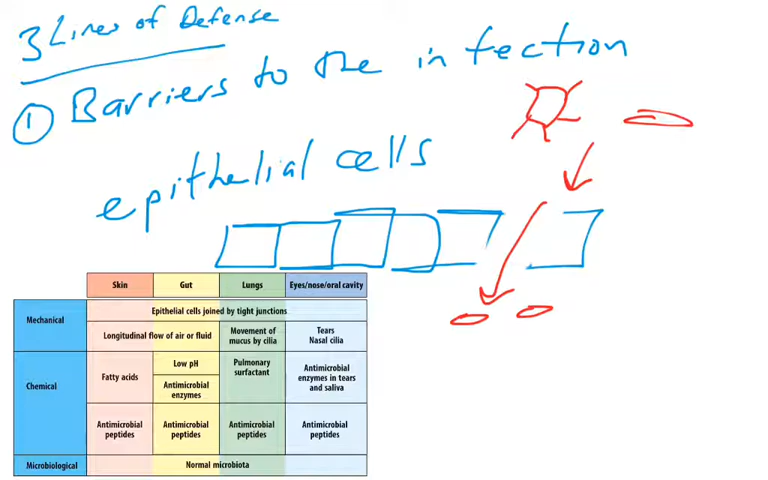 3 Lines of Defense
① Barriers to the infection
epithelial cells
Skin Gut Lungs Eyes/nose/oral cavity
Mechanical
Epithelial cells joined by tight junctions
Longitudinal flow of air or fluid
Movement of
mucus by cilia
Tears
Nasal cilia
Chemical
Fatty acids
Low pH
Antimicrobial
enzymes
Pulmonary
surfactant
Antimicrobial
enzymes in tears
and saliva
Antimicrobial
peptides
Antimicrobial
peptides
Antimicrobial
peptides
Antimicrobial
peptides
Microbiological
Normal microbiota